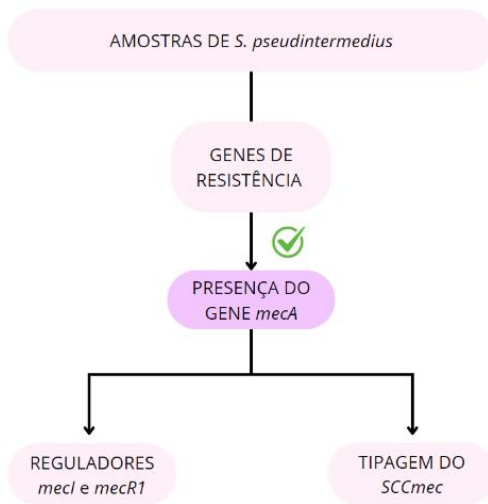 AMOSTRAS DE S. pseudintermedius
GENES DE
RESISTÊNCIA
PRESENÇA DO
GENE mecA
REGULADORES
mecI e mecR1
TIPAGEM DO
SCCmec